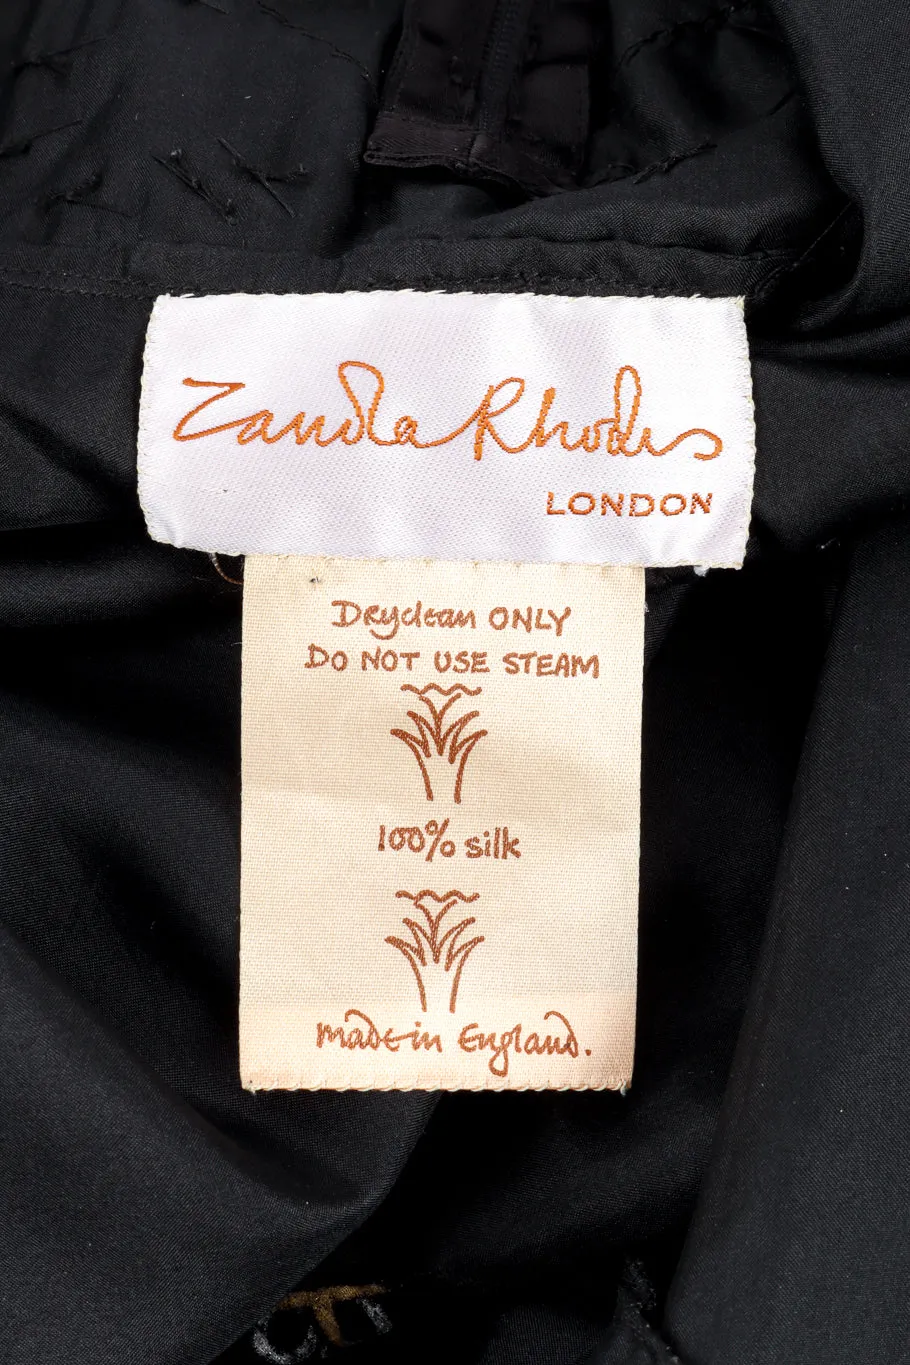 Zandra Rhodes
LONDON
Dryclean ONLY
DO NOT USE STEAM
100% silk
made in England.